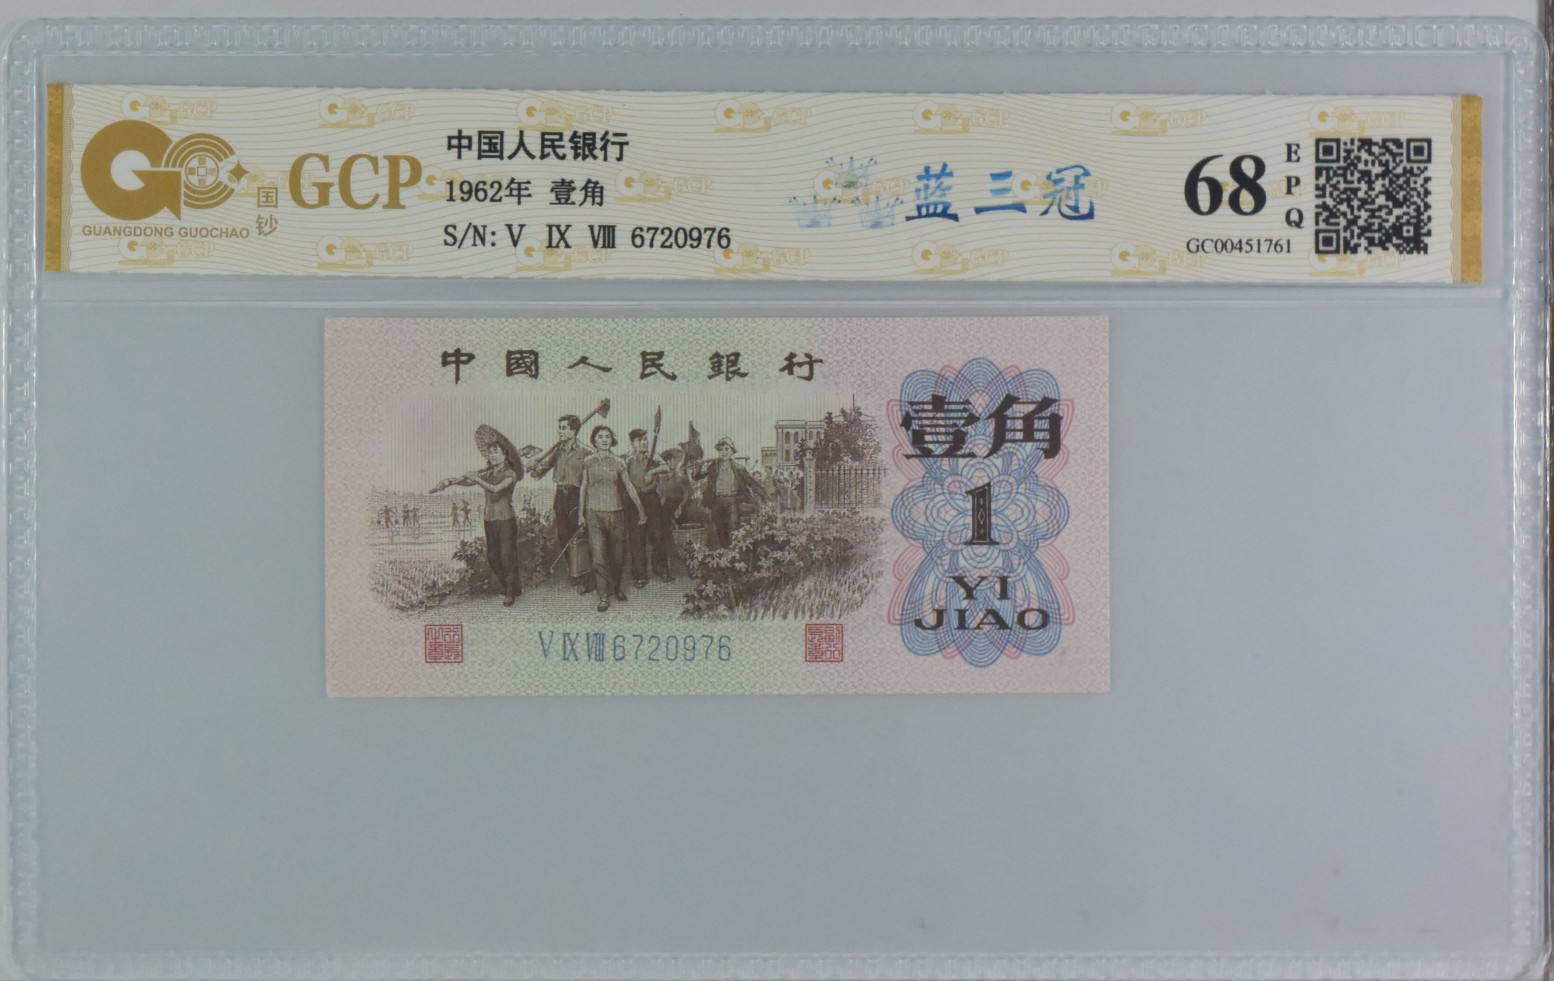 GCP
国钞
GUANGDONG GUOCHAO
中国人民银行
1962年 壹角
S/N: V Ⅸ Ⅷ 6720976
蓝三冠
68
EPQ
GC00451761
中國人民銀行
壹角
1
YI
JIAO
V Ⅸ Ⅷ 6720976